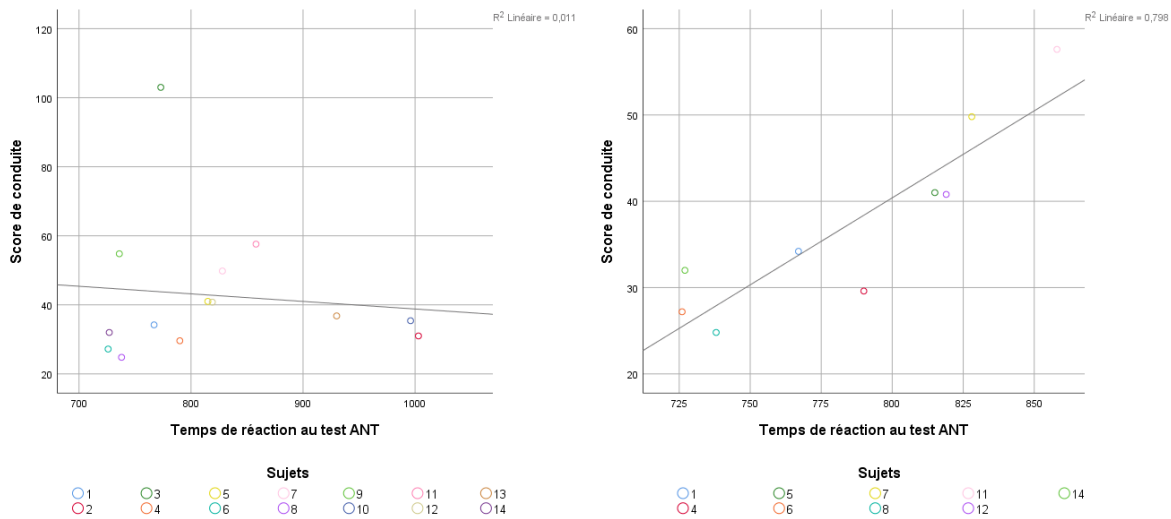 R² Linéaire = 0,011
120
100
80
60
40
20
Score de conduite
700 800 900 1000
Temps de réaction au test ANT
Sujets
1 3 5 7 9 11 13
2 4 6 8 10 12 14
R² Linéaire = 0,798
60
50
40
30
20
Score de conduite
725 750 775 800 825 850
Temps de réaction au test ANT
Sujets
1 5 7 11 14
4 6 8 12